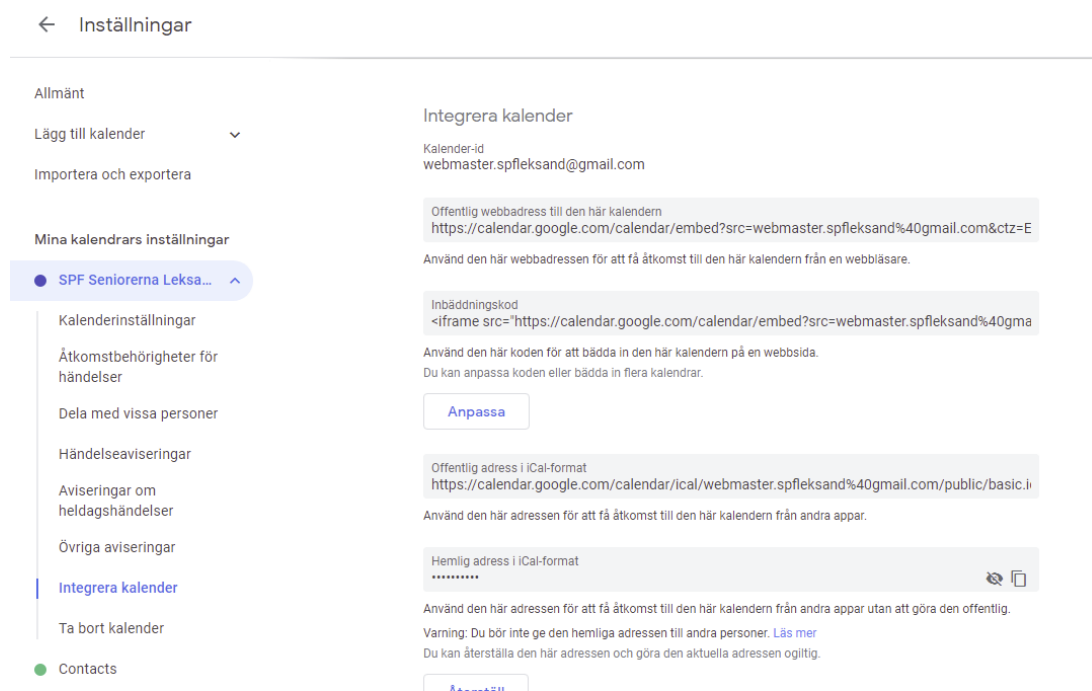 Inställningar
Allmänt
Lägg till kalender
Importera och exportera
Mina kalendrars inställningar
SPF Seniorerna Leksa...
Kalenderinställningar
Åtkomstbehörigheter för
händelser
Dela med vissa personer
Händelseaviseringar
Aviseringar om
heldagshändelser
Övriga aviseringar
Integrera kalender
Ta bort kalender
Contacts
Integrera kalender
Kalender-id
webmaster.spfleksand@gmail.com
Offentlig webbadress till den här kalendern
https://calendar.google.com/calendar/embed?src=webmaster.spfleksand%40gmail.com&ctz=E
Använd den här webbadressen för att få åtkomst till den här kalendern från en webbläsare.
Inbäddningskod
<iframe src="https://calendar.google.com/calendar/embed?src=webmaster.spfleksand%40gma
Använd den här koden för att bädda in den här kalendern på en webbsida.
Du kan anpassa koden eller bädda in flera kalendrar.
Anpassa
Offentlig adress i iCal-format
https://calendar.google.com/calendar/ical/webmaster.spfleksand%40gmail.com/public/basic.i
Använd den här adressen för att få åtkomst till den här kalendern från andra appar.
Hemlig adress i iCal-format
••••••••••
Använd den här adressen för att få åtkomst till den här kalendern från andra appar utan att göra den offentlig.
Varning: Du bör inte ge den hemliga adressen till andra personer. Läs mer
Du kan återställa den här adressen och göra den aktuella adressen ogiltig.
Återställ